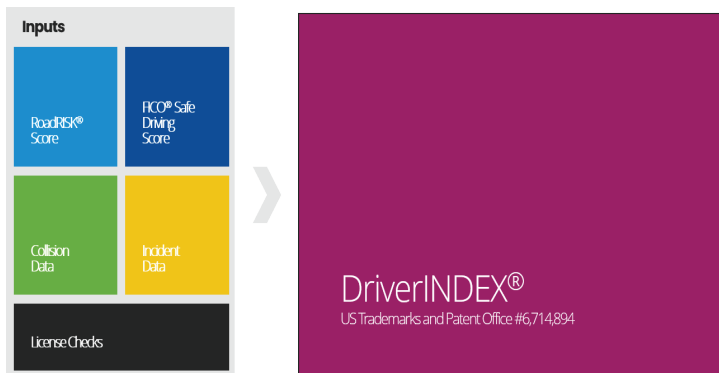 Inputs
RoadRISK®
Score
FICO® Safe
Driving
Score
Collision
Data
Incident
Data
License Checks
DriverINDEX®
US Trademarks and Patent Office #6,714,894